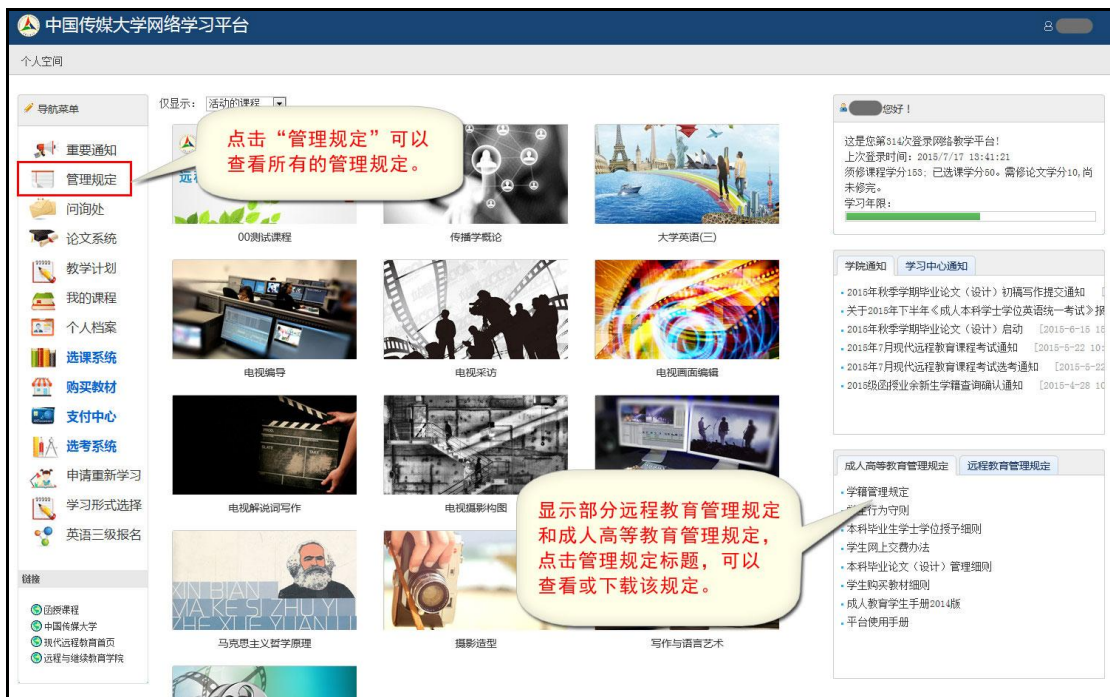 中国传媒大学网络学习平台
个人空间
导航菜单
重要通知
管理规定
问询处
论文系统
教学计划
我的课程
个人档案
选课系统
购买教材
支付中心
选考系统
申请重新学习
学习形式选择
英语三级报名
链接
函授课程
中国传媒大学
现代远程教育首页
远程与继续教育学院
仅显示： 活动的课程
点击“管理规定”可以
查看所有的管理规定。
00测试课程
传播学概论
大学英语(三)
电视编导
电视采访
电视画面编辑
电视解说词写作
电视摄影构图
XIN BIAN
MA KE SI ZHU YI
ZHE XUE YUAN LI
马克思主义哲学原理
摄影造型
写作与语言艺术
显示部分远程教育管理规定
和成人高等教育管理规定，
点击管理规定标题，可以
查看或下载该规定。
您好！
这是您第314次登录网络教学平台！
上次登录时间：2015/7/17 13:41:21
须修课程学分153；已选课学分50。需修论文学分10,尚
未修完。
学习年限：
学院通知 学习中心通知
2015年秋季学期毕业论文（设计）初稿写作提交通知
关于2015年下半年《成人本科学士学位英语统一考试》报
2015年秋季学期毕业论文（设计）启动 [2015-6-15 15
2015年7月现代远程教育课程考试通知 [2015-5-22 10:
2015年7月现代远程教育课程考试选考通知 [2015-5-22
2015级函授业余新生学籍查询确认通知 [2015-4-28 10
成人高等教育管理规定 远程教育管理规定
学籍管理规定
学生行为守则
本科毕业生学士学位授予细则
学生网上交费办法
本科毕业论文（设计）管理细则
学生购买教材细则
成人教育学生手册2014版
平台使用手册